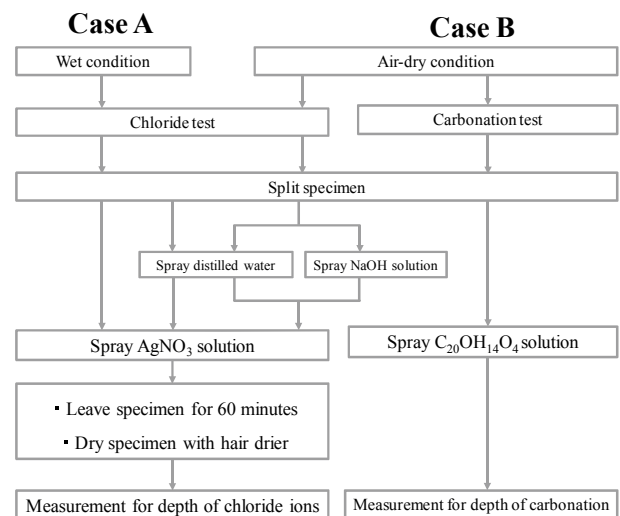 Case A
Case B
Wet condition
Air-dry condition
Chloride test
Carbonation test
Split specimen
Spray distilled water
Spray NaOH solution
Spray AgNO₃ solution
Spray C₂₀OH₁₄O₄ solution
・Leave specimen for 60 minutes
・Dry specimen with hair drier
Measurement for depth of chloride ions
Measurement for depth of carbonation